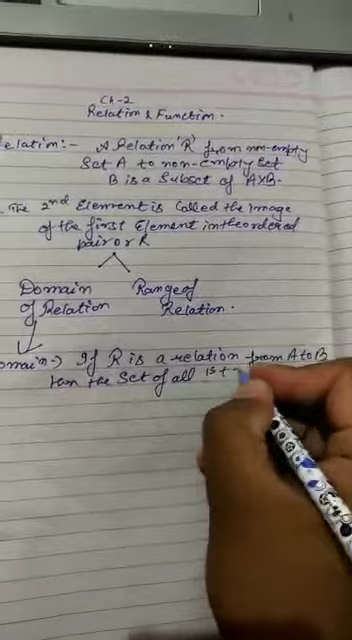 Ch-2
Relation & Function.
elation:- A Relation 'R' from non-empty
Set A to non-empty Set
B is a Subset of AXB.
The 2nd Element is Called the Image
of the first Element in the ordered
pair or R
Domain Range of
of Relation Relation.
omain-) If R is a relation from A to B
then the Set of all 1st